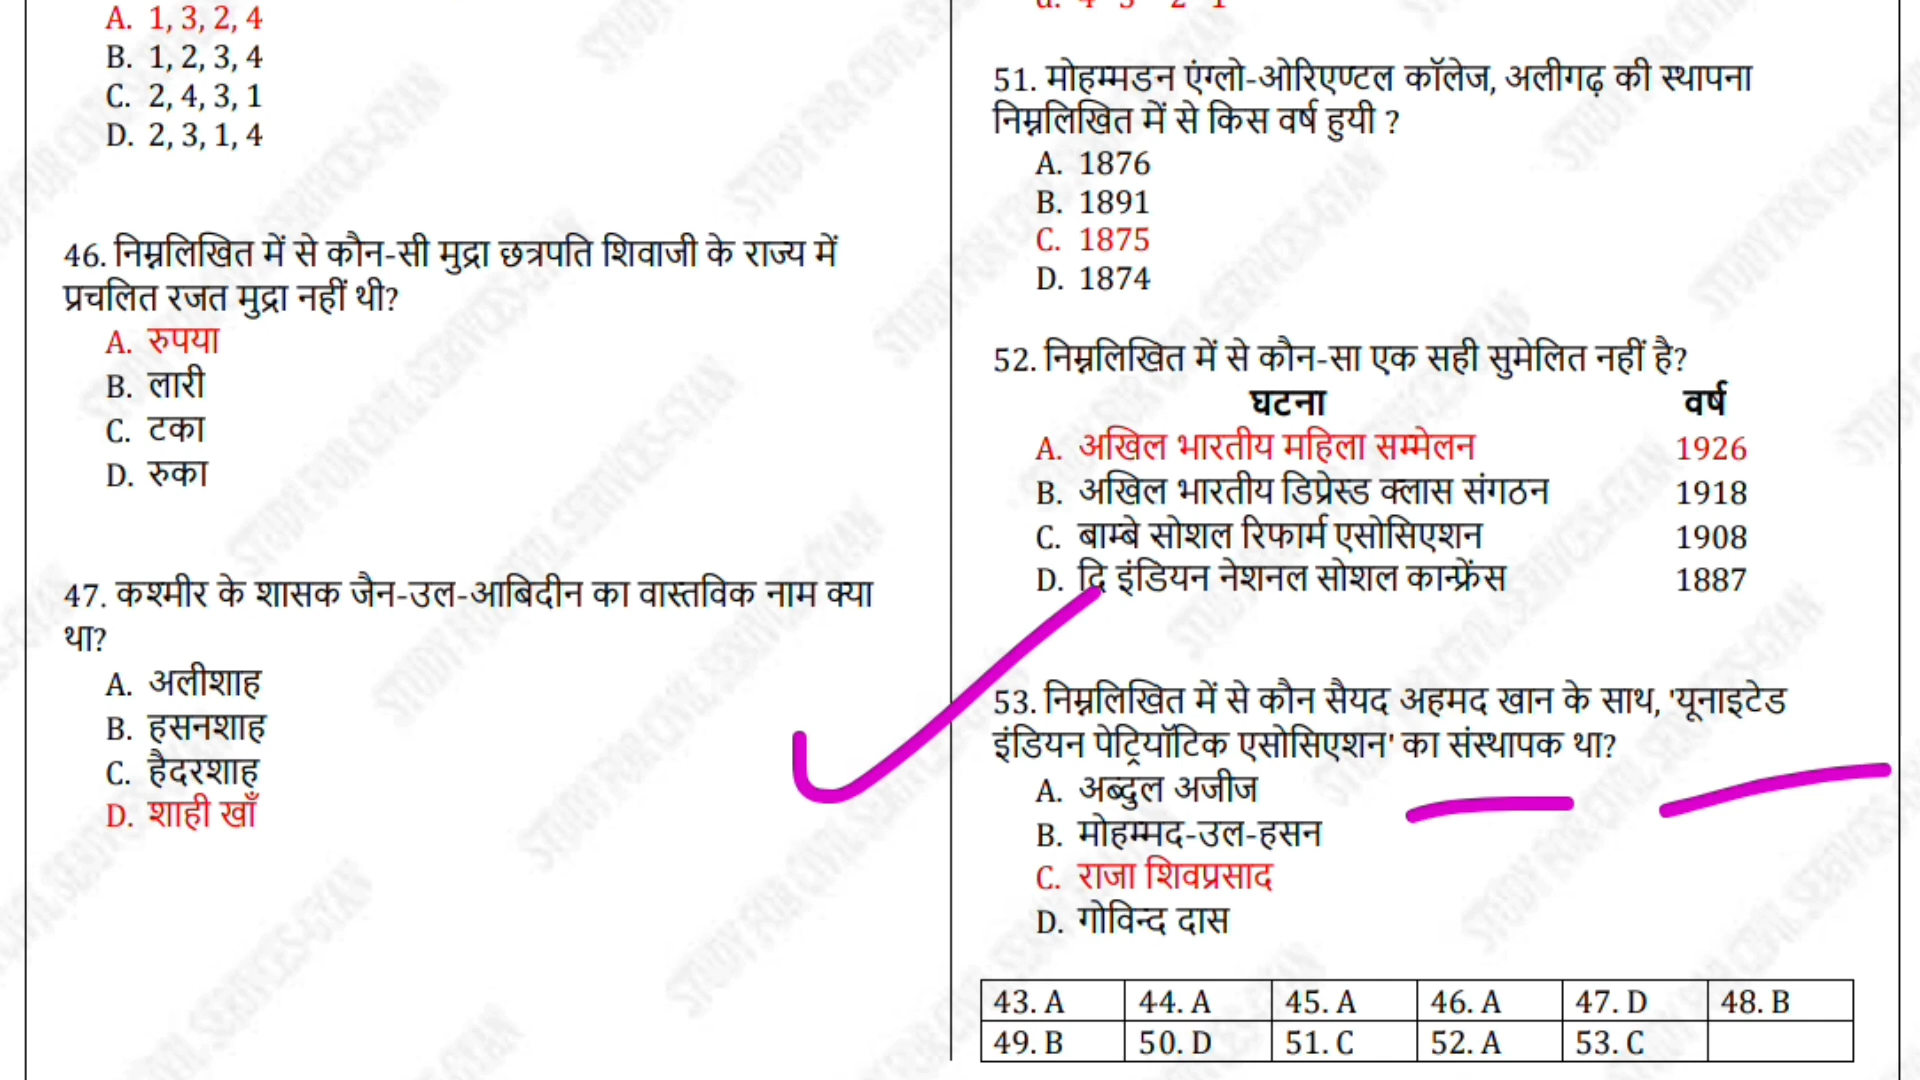 A. 1, 3, 2, 4
B. 1, 2, 3, 4
C. 2, 4, 3, 1
D. 2, 3, 1, 4
46. निम्नलिखित में से कौन-सी मुद्रा छत्रपति शिवाजी के राज्य में
प्रचलित रजत मुद्रा नहीं थी?
A. रुपया
B. लारी
C. टका
D. रुका
47. कश्मीर के शासक जैन-उल-आबिदीन का वास्तविक नाम क्या
था?
A. अलीशाह
B. हसनशाह
C. हैदरशाह
D. शाही खाँ
51. मोहम्मडन एंग्लो-ओरिएण्टल कॉलेज, अलीगढ़ की स्थापना
निम्नलिखित में से किस वर्ष हुयी ?
A. 1876
B. 1891
C. 1875
D. 1874
52. निम्नलिखित में से कौन-सा एक सही सुमेलित नहीं है?
घटना वर्ष
A. अखिल भारतीय महिला सम्मेलन 1926
B. अखिल भारतीय डिप्रेस्ड क्लास संगठन 1918
C. बाम्बे सोशल रिफार्म एसोसिएशन 1908
D. दि इंडियन नेशनल सोशल कान्फ्रेंस 1887
53. निम्नलिखित में से कौन सैयद अहमद खान के साथ, 'यूनाइटेड
इंडियन पेट्रियॉटिक एसोसिएशन' का संस्थापक था?
A. अब्दुल अजीज
B. मोहम्मद-उल-हसन
C. राजा शिवप्रसाद
D. गोविन्द दास
43. A 44. A 45. A 46. A 47. D 48. B
49. B 50. D 51. C 52. A 53. C